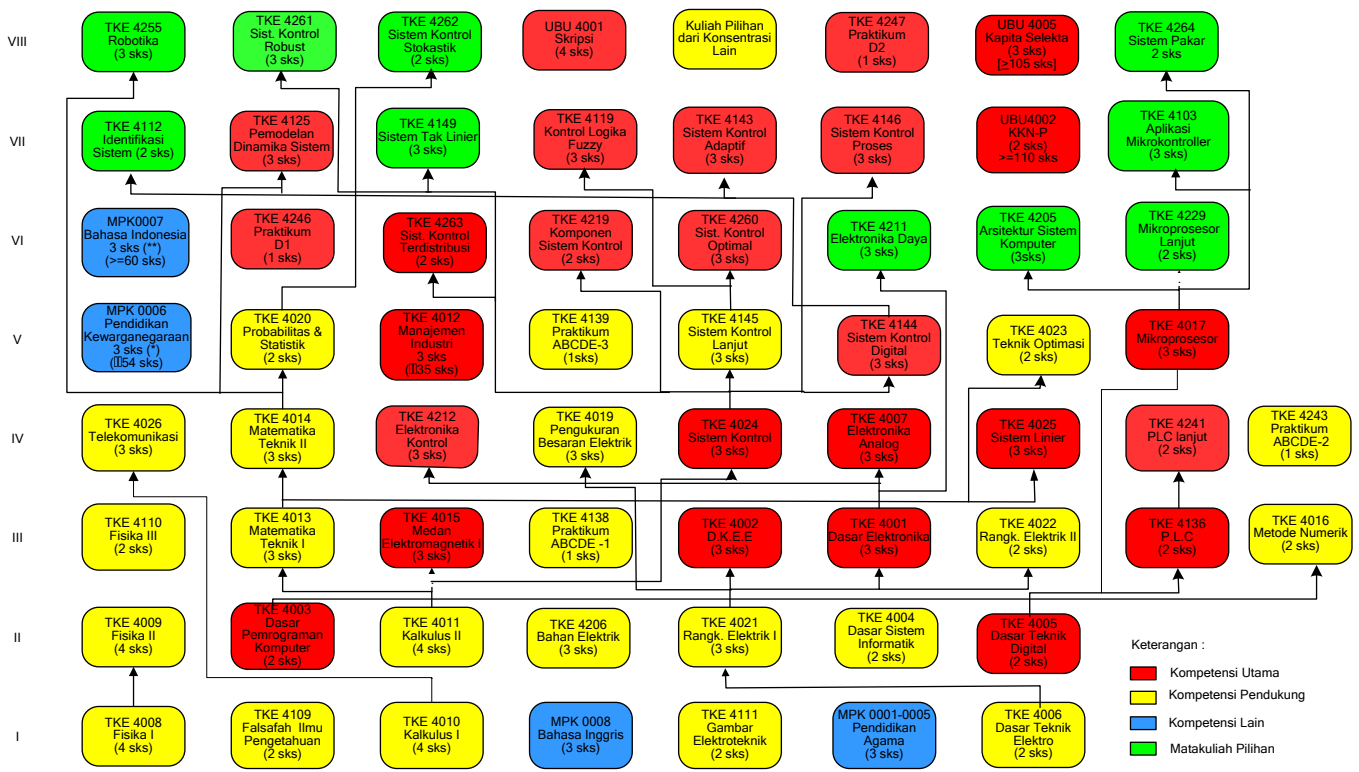 VIII
TKE 4255
Robotika
(3 sks)
TKE 4261
Sist. Kontrol
Robust
(3 sks)
TKE 4262
Sistem Kontrol
Stokastik
(2 sks)
UBU 4001
Skripsi
(4 sks)
Kuliah Pilihan
dari Konsentrasi
Lain
TKE 4247
Praktikum
D2
(1 sks)
UBU 4005
Kapita Selekta
(3 sks)
[≥105 sks]
TKE 4264
Sistem Pakar
2 sks
VII
TKE 4112
Identifikasi
Sistem (2 sks)
TKE 4125
Pemodelan
Dinamika Sistem
(3 sks)
TKE 4149
Sistem Tak Linier
(3 sks)
TKE 4119
Kontrol Logika
Fuzzy
(3 sks)
TKE 4143
Sistem Kontrol
Adaptif
(3 sks)
TKE 4146
Sistem Kontrol
Proses
(3 sks)
UBU4002
KKN-P
(2 sks)
>=110 sks
TKE 4103
Aplikasi
Mikrokontroller
(3 sks)
VI
MPK0007
Bahasa Indonesia
3 sks (**)
(>=60 sks)
TKE 4246
Praktikum
D1
(1 sks)
TKE 4263
Sist. Kontrol
Terdistribusi
(2 sks)
TKE 4219
Komponen
Sistem Kontrol
(2 sks)
TKE 4260
Sist. Kontrol
Optimal
(3 sks)
TKE 4211
Elektronika Daya
(3 sks)
TKE 4205
Arsitektur Sistem
Komputer
(3sks)
TKE 4229
Mikroprosesor
Lanjut
(2 sks)
V
MPK 0006
Pendidikan
Kewarganegaraan
3 sks (*)
(▯▯54 sks)
TKE 4020
Probabilitas &
Statistik
(2 sks)
TKE 4012
Manajemen
Industri
3 sks
(▯▯35 sks)
TKE 4139
Praktikum
ABCDE-3
(1sks)
TKE 4145
Sistem Kontrol
Lanjut
(3 sks)
TKE 4144
Sistem Kontrol
Digital
(3 sks)
TKE 4023
Teknik Optimasi
(2 sks)
TKE 4017
Mikroprosesor
(3 sks)
IV
TKE 4026
Telekomunikasi
(3 sks)
TKE 4014
Matematika
Teknik II
(3 sks)
TKE 4212
Elektronika
Kontrol
(3 sks)
TKE 4019
Pengukuran
Besaran Elektrik
(3 sks)
TKE 4024
Sistem Kontrol
(3 sks)
TKE 4007
Elektronika
Analog
(3 sks)
TKE 4025
Sistem Linier
(3 sks)
TKE 4241
PLC lanjut
(2 sks)
TKE 4243
Praktikum
ABCDE-2
(1 sks)
III
TKE 4110
Fisika III
(2 sks)
TKE 4013
Matematika
Teknik I
(3 sks)
TKE 4015
Medan
Elektromagnetik I
(3 sks)
TKE 4138
Praktikum
ABCDE -1
(1 sks)
TKE 4002
D.K.E.E
(3 sks)
TKE 4001
Dasar Elektronika
(3 sks)
TKE 4022
Rangk. Elektrik II
(2 sks)
TKE 4136
P.L.C
(2 sks)
TKE 4016
Metode Numerik
(2 sks)
II
TKE 4009
Fisika II
(4 sks)
TKE 4003
Dasar
Pemrograman
Komputer
(2 sks)
TKE 4011
Kalkulus II
(4 sks)
TKE 4206
Bahan Elektrik
(3 sks)
TKE 4021
Rangk. Elektrik I
(3 sks)
TKE 4004
Dasar Sistem
Informatik
(2 sks)
TKE 4005
Dasar Teknik
Digital
(2 sks)
I
TKE 4008
Fisika I
(4 sks)
TKE 4109
Falsafah Ilmu
Pengetahuan
(2 sks)
TKE 4010
Kalkulus I
(4 sks)
MPK 0008
Bahasa Inggris
(3 sks)
TKE 4111
Gambar
Elektroteknik
(2 sks)
MPK 0001-0005
Pendidikan
Agama
(3 sks)
TKE 4006
Dasar Teknik
Elektro
(2 sks)
Keterangan :
Kompetensi Utama
Kompetensi Pendukung
Kompetensi Lain
Matakuliah Pilihan